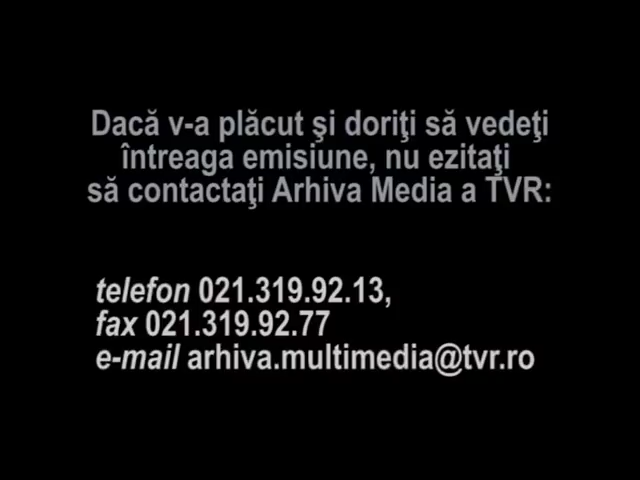 Dacă v-a plăcut şi doriţi să vedeţi
întreaga emisiune, nu ezitaţi
să contactaţi Arhiva Media a TVR:
telefon 021.319.92.13,
fax 021.319.92.77
e-mail arhiva.multimedia@tvr.ro